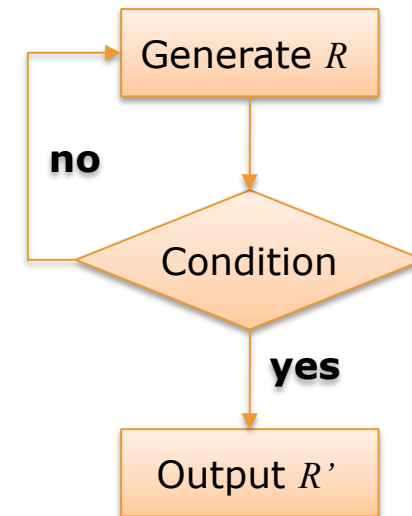 Generate R
no
Condition
yes
Output R’